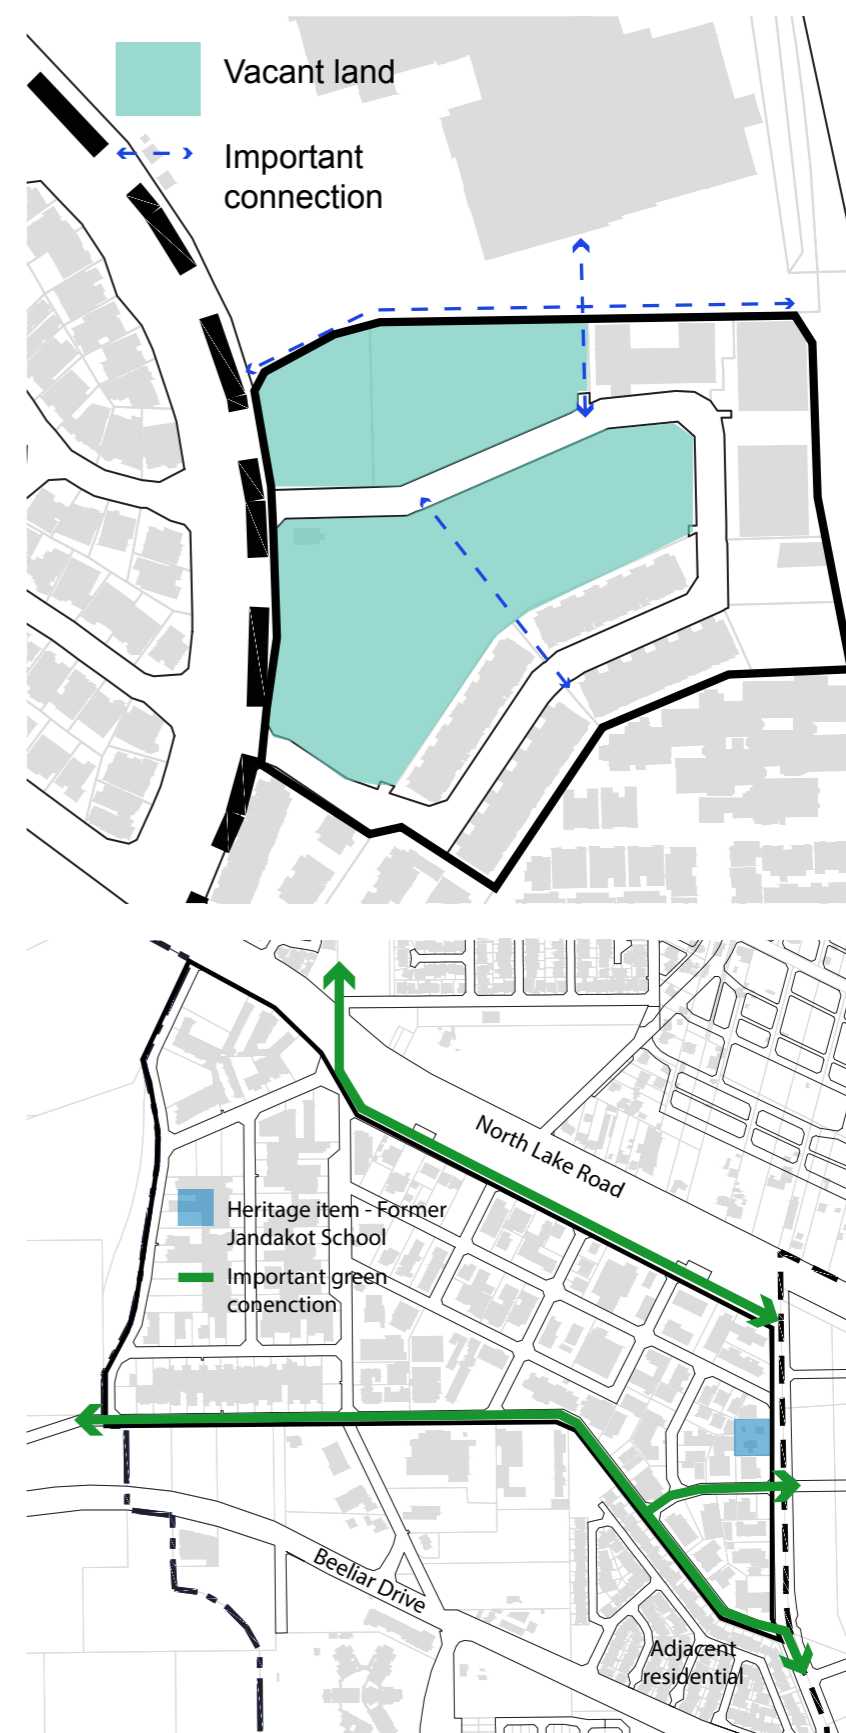 Vacant land
Important
connection
North Lake Road
Heritage item - Former
Jandakot School
Important green
conenction
Beeliar Drive
Adjacent
residential